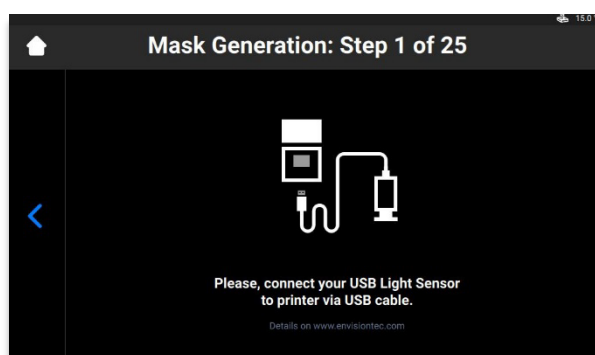 15.0
Mask Generation: Step 1 of 25
Please, connect your USB Light Sensor
to printer via USB cable.
Details on www.envisiontec.com